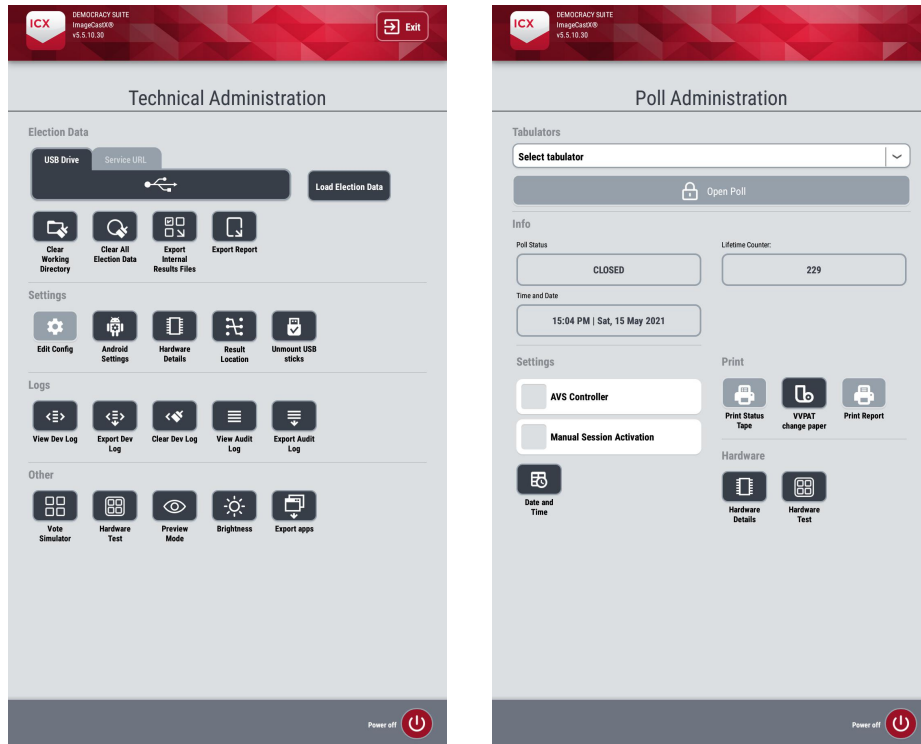 ICX
DEMOCRACY SUITE
ImageCastX®
v5.5.10.30
Exit
Technical Administration
Election Data
USB Drive
Service URL
Load Election Data
Clear
Working
Directory
Clear All
Election Data
Export
Internal
Results Files
Export Report
Settings
Edit Config
Android
Settings
Hardware
Details
Result
Location
Unmount USB
sticks
Logs
View Dev Log
Export Dev
Log
Clear Dev Log
View Audit
Log
Export Audit
Log
Other
Vote
Simulator
Hardware
Test
Preview
Mode
Brightness
Export apps
Power off
ICX
DEMOCRACY SUITE
ImageCastX®
v5.5.10.30
Poll Administration
Tabulators
Select tabulator
Open Poll
Info
Poll Status
CLOSED
Lifetime Counter:
229
Time and Date
15:04 PM | Sat, 15 May 2021
Settings
AVS Controller
Manual Session Activation
Date and
Time
Print
Print Status
Tape
VVPAT
change paper
Print Report
Hardware
Hardware
Details
Hardware
Test
Power off